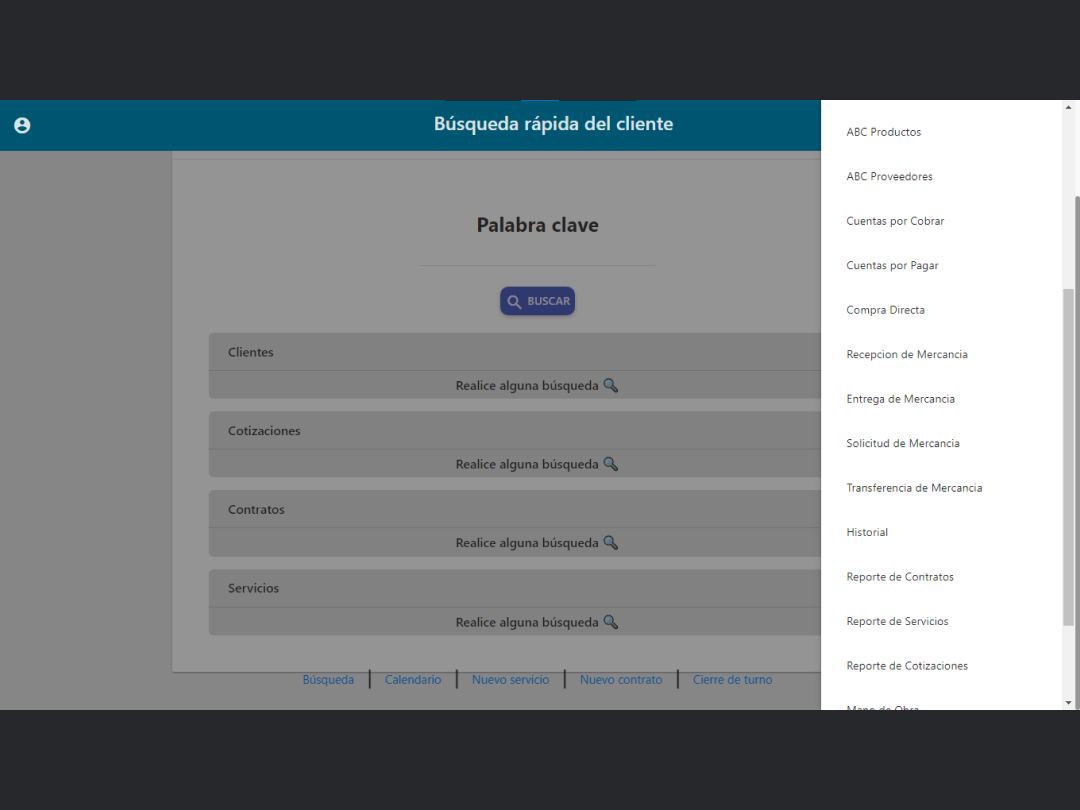 Búsqueda rápida del cliente
Palabra clave
BUSCAR
Clientes
Realice alguna búsqueda
Cotizaciones
Realice alguna búsqueda
Contratos
Realice alguna búsqueda
Servicios
Realice alguna búsqueda
Búsqueda | Calendario | Nuevo servicio | Nuevo contrato | Cierre de turno
ABC Productos
ABC Proveedores
Cuentas por Cobrar
Cuentas por Pagar
Compra Directa
Recepcion de Mercancia
Entrega de Mercancia
Solicitud de Mercancia
Transferencia de Mercancia
Historial
Reporte de Contratos
Reporte de Servicios
Reporte de Cotizaciones
Mano de Obra